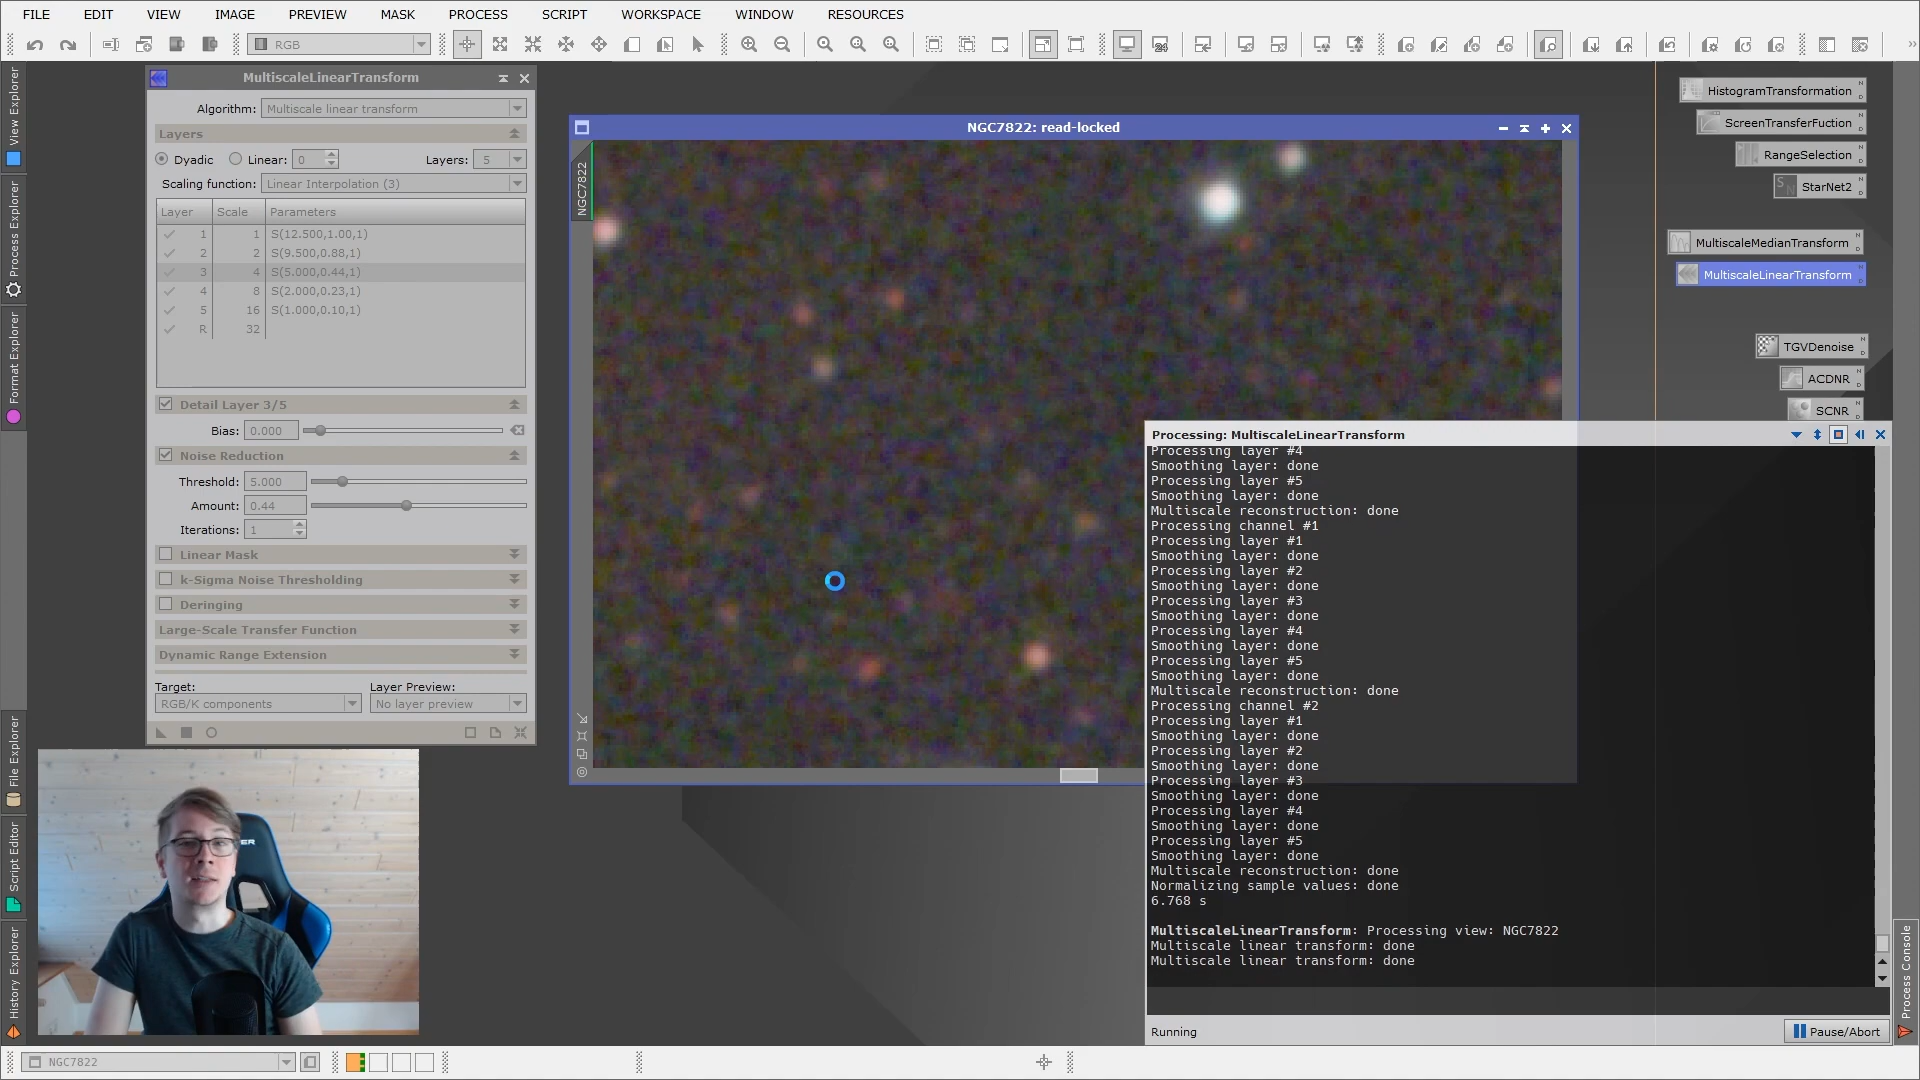 FILE EDIT VIEW IMAGE PREVIEW MASK PROCESS SCRIPT WORKSPACE WINDOW RESOURCES
RGB
24
View Explorer
Process Explorer
Format Explorer
File Explorer
Script Editor
History Explorer
MultiscaleLinearTransform
Algorithm: Multiscale linear transform
Layers
Dyadic Linear: 0 Layers: 5
Scaling function: Linear Interpolation (3)
Layer Scale Parameters
1 1 S(12.500,1.00,1)
2 2 S(9.500,0.88,1)
3 4 S(5.000,0.44,1)
4 8 S(2.000,0.23,1)
5 16 S(1.000,0.10,1)
R 32
Detail Layer 3/5
Bias: 0.000
Noise Reduction
Threshold: 5.000
Amount: 0.44
Iterations: 1
Linear Mask
k-Sigma Noise Thresholding
Deringing
Large-Scale Transfer Function
Dynamic Range Extension
Target: Layer Preview:
RGB/K components No layer preview
NGC7822: read-locked
NGC7822
HistogramTransformation
ScreenTransferFuction
RangeSelection
StarNet2
MultiscaleMedianTransform
MultiscaleLinearTransform
TGVDenoise
ACDNR
SCNR
Processing: MultiscaleLinearTransform
Processing layer #4
Smoothing layer: done
Processing layer #5
Smoothing layer: done
Multiscale reconstruction: done
Processing channel #1
Processing layer #1
Smoothing layer: done
Processing layer #2
Smoothing layer: done
Processing layer #3
Smoothing layer: done
Processing layer #4
Smoothing layer: done
Processing layer #5
Smoothing layer: done
Multiscale reconstruction: done
Processing channel #2
Processing layer #1
Smoothing layer: done
Processing layer #2
Smoothing layer: done
Processing layer #3
Smoothing layer: done
Processing layer #4
Smoothing layer: done
Processing layer #5
Smoothing layer: done
Multiscale reconstruction: done
Normalizing sample values: done
6.768 s
MultiscaleLinearTransform: Processing view: NGC7822
Multiscale linear transform: done
Multiscale linear transform: done
Running
Pause/Abort
Process Console
NGC7822